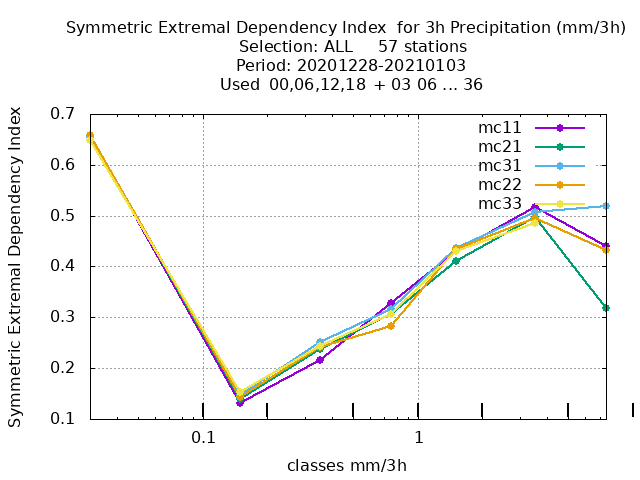 Symmetric Extremal Dependency Index  for 3h Precipitation (mm/3h)
Selection: ALL     57 stations
Period: 20201228-20210103
Used 00,06,12,18 + 03 06 ... 36
Symmetric Extremal Dependency Index
0.7
0.6
0.5
0.4
0.3
0.2
0.1
mc11
mc21
mc31
mc22
mc33
0.1 1
classes mm/3h